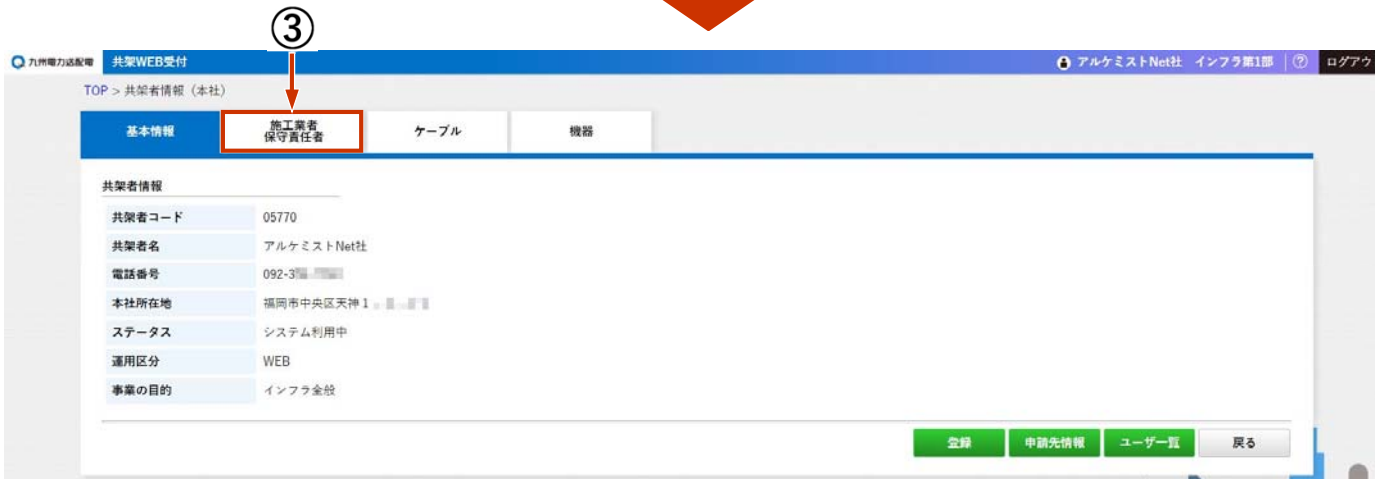 ③
九州電力送配電 共架WEB受付 アルケミストNet社 インフラ第1部 ? ログアウ
TOP > 共架者情報（本社）
基本情報 施工業者 ケーブル 機器
保守責任者
共架者情報
共架者コード 05770
共架者名 アルケミストNet社
電話番号 092-3
本社所在地 福岡市中央区天神1
ステータス システム利用中
運用区分 WEB
事業の目的 インフラ全般
登録 申請先情報 ユーザー一覧 戻る